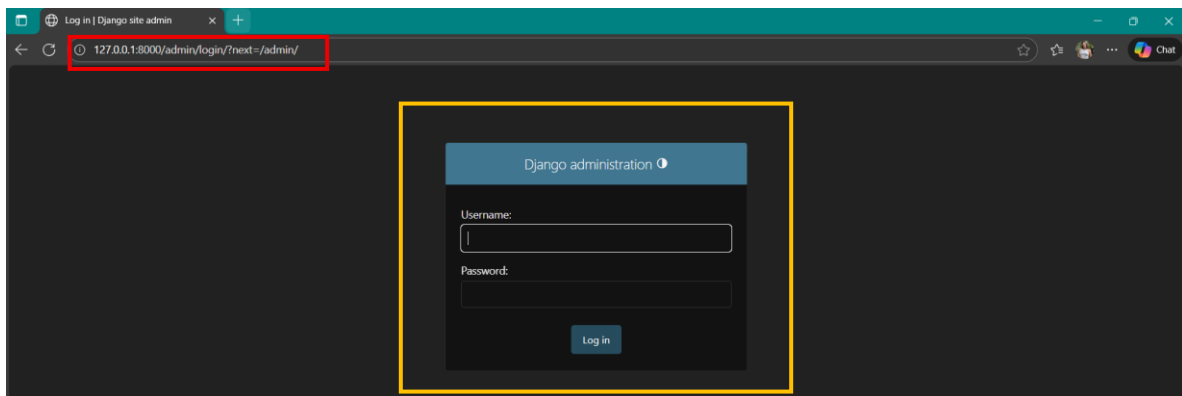 Log in | Django site admin
127.0.0.1:8000/admin/login/?next=/admin/
Chat
Django administration
Username:
Password:
Log in